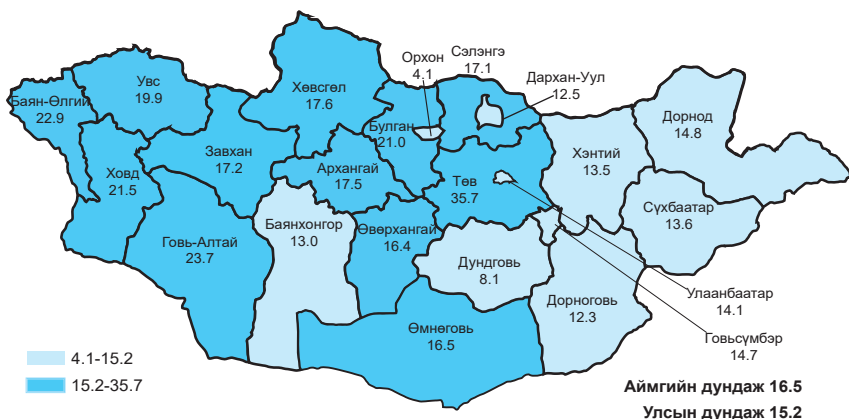 Орхон
4.1
Сэлэнгэ
17.1
Дархан-Уул
12.5
Увс
19.9
Хөвсгөл
17.6
Баян-Өлгий
22.9
Булган
21.0
Дорнод
14.8
Завхан
17.2
Хэнтий
13.5
Ховд
21.5
Архангай
17.5
Төв
35.7
Сүхбаатар
13.6
Баянхонгор
13.0
Өвөрхангай
16.4
Говь-Алтай
23.7
Дундговь
8.1
Улаанбаатар
14.1
Дорноговь
12.3
Говьсүмбэр
14.7
Өмнөговь
16.5
4.1-15.2
15.2-35.7
Аймгийн дундаж 16.5
Улсын дундаж 15.2